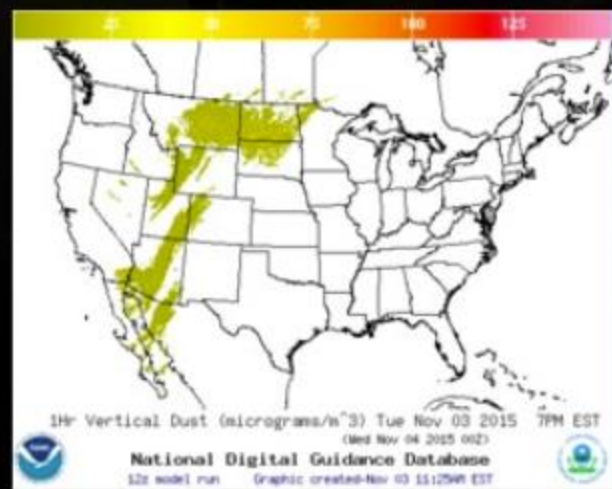 25 50 75 100 125
1Hr Vertical Dust (micrograms/m^3) Tue Nov 03 2015 7PM EST
(Wed Nov 04 2015 00Z)
National Digital Guidance Database
12z model run Graphic created-Nov 03 11:25AM EST